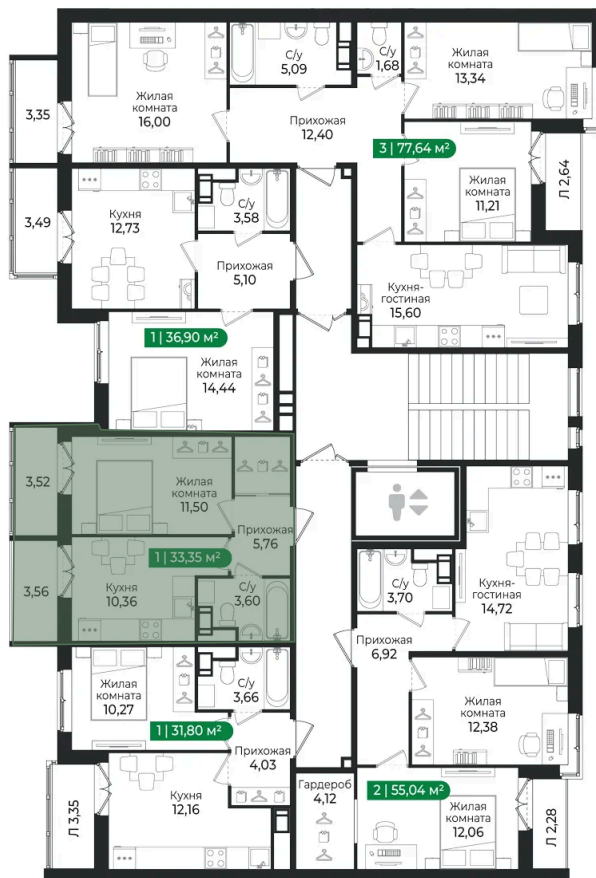 С/у
5,09
С/у
1,68
Жилая
комната
13,34
Жилая
комната
16,00
3,35
Прихожая
12,40
3 | 77,64 м²
Жилая
комната
11,21
Л 2,64
3,49
Кухня
12,73
С/у
3,58
Прихожая
5,10
Кухня-
гостиная
15,60
1 | 36,90 м²
Жилая
комната
14,44
3,52
Жилая
комната
11,50
Прихожая
5,76
1 | 33,35 м²
3,56
Кухня
10,36
С/у
3,60
С/у
3,70
Кухня-
гостиная
14,72
Прихожая
6,92
Жилая
комната
10,27
С/у
3,66
Жилая
комната
12,38
1 | 31,80 м²
Прихожая
4,03
Л 3,35
Кухня
12,16
Гардероб
4,12
2 | 55,04 м²
Жилая
комната
12,06
Л 2,28